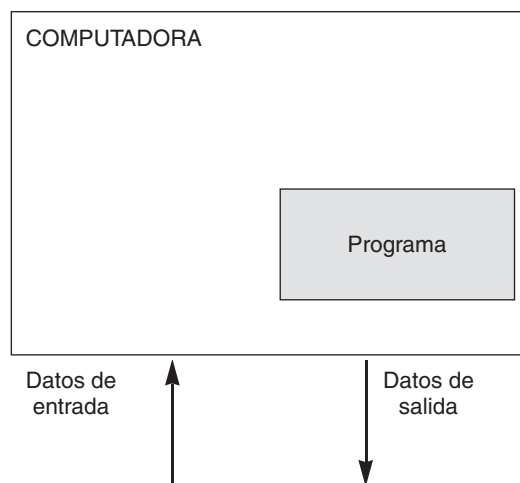 COMPUTADORA
Programa
Datos de
entrada
Datos de
salida